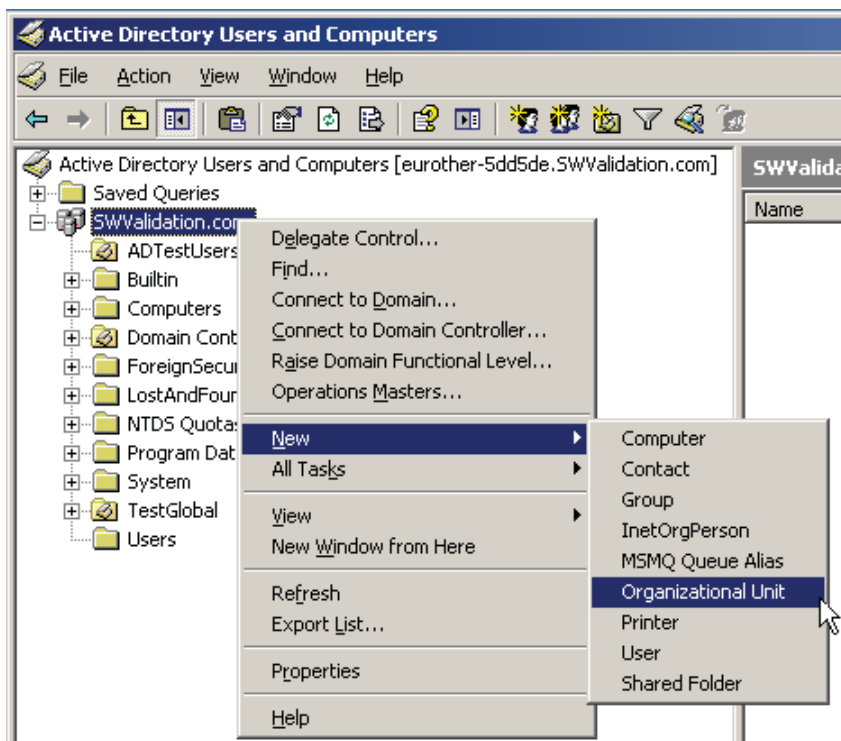 Active Directory Users and Computers
File Action View Window Help
Active Directory Users and Computers [eurother-5dd5de.SWValidation.com]
SWValida
Saved Queries
Name
SWValidation.com
ADTestUsers
Builtin
Computers
Domain Cont
ForeignSecur
LostAndFour
NTDS Quotas
Program Dat
System
TestGlobal
Users
Delegate Control...
Find...
Connect to Domain...
Connect to Domain Controller...
Raise Domain Functional Level...
Operations Masters...
New
All Tasks
View
New Window from Here
Refresh
Export List...
Properties
Help
Computer
Contact
Group
InetOrgPerson
MSMQ Queue Alias
Organizational Unit
Printer
User
Shared Folder